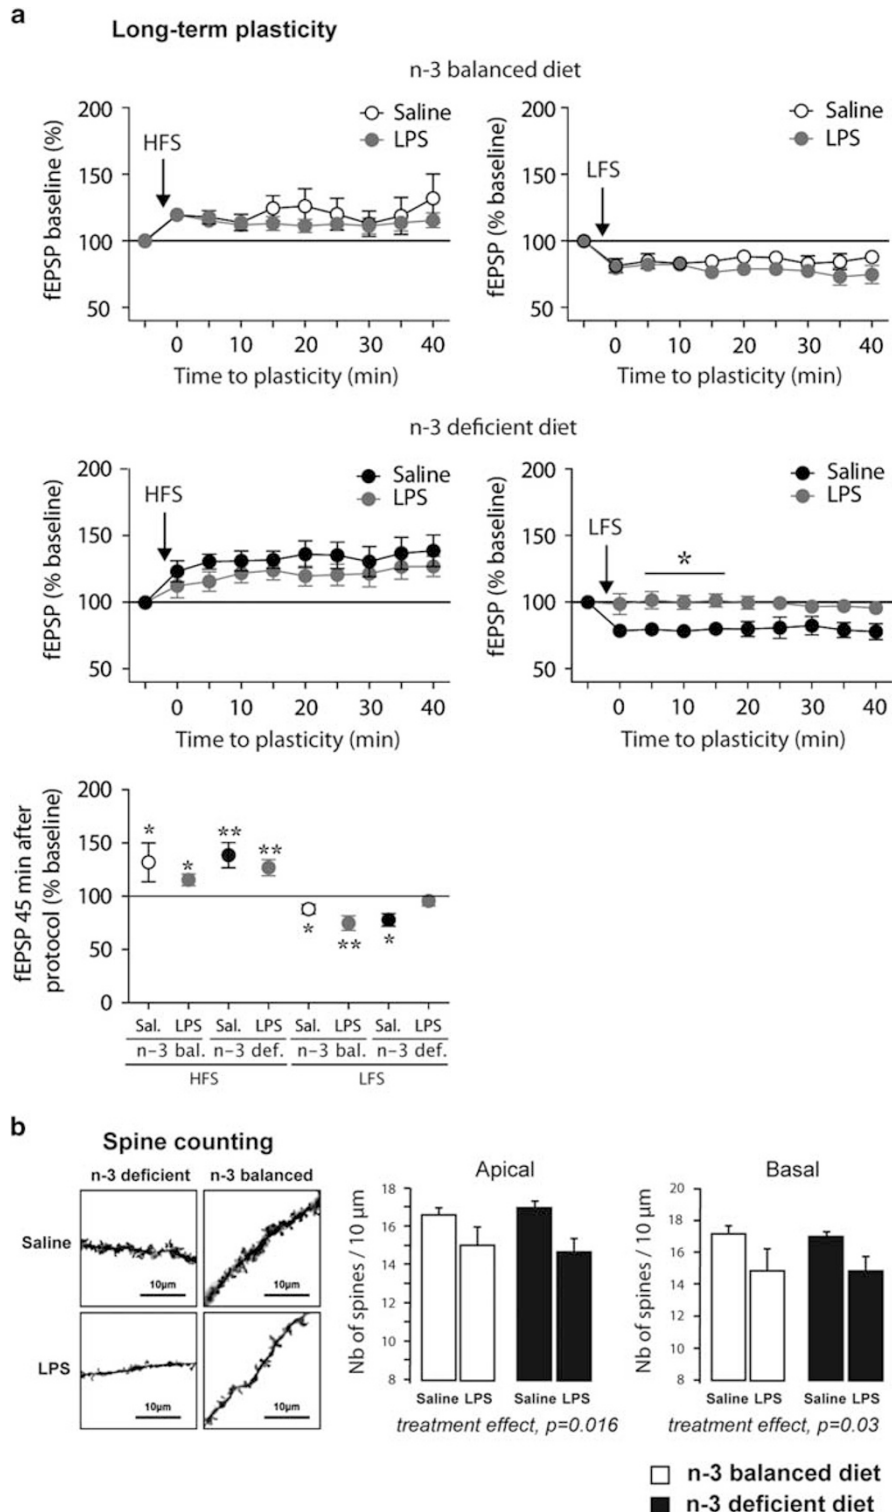 a
Long-term plasticity
n-3 balanced diet
fEPSP baseline (%)
200
150
100
50
HFS
Saline
LPS
0 10 20 30 40
Time to plasticity (min)
fEPSP (% baseline)
200
150
100
50
LFS
Saline
LPS
0 10 20 30 40
Time to plasticity (min)
n-3 deficient diet
fEPSP (% baseline)
200
150
100
50
HFS
Saline
LPS
0 10 20 30 40
Time to plasticity (min)
fEPSP (% baseline)
200
150
100
50
LFS
*
Saline
LPS
0 10 20 30 40
Time to plasticity (min)
fEPSP 45 min after
protocol (% baseline)
200
150
100
50
0
* * ** **
* ** *
Sal. LPS Sal. LPS Sal. LPS Sal. LPS
n-3 bal. n-3 def. n-3 bal. n-3 def.
HFS LFS
b
Spine counting
n-3 deficient n-3 balanced
Saline
10µm 10µm
LPS
10µm 10µm
Apical
Nb of spines / 10 µm
18
16
14
12
10
8
Saline LPS Saline LPS
treatment effect, p=0.016
Basal
Nb of spines / 10 µm
20
18
16
14
12
10
8
Saline LPS Saline LPS
treatment effect, p=0.03
n-3 balanced diet
n-3 deficient diet